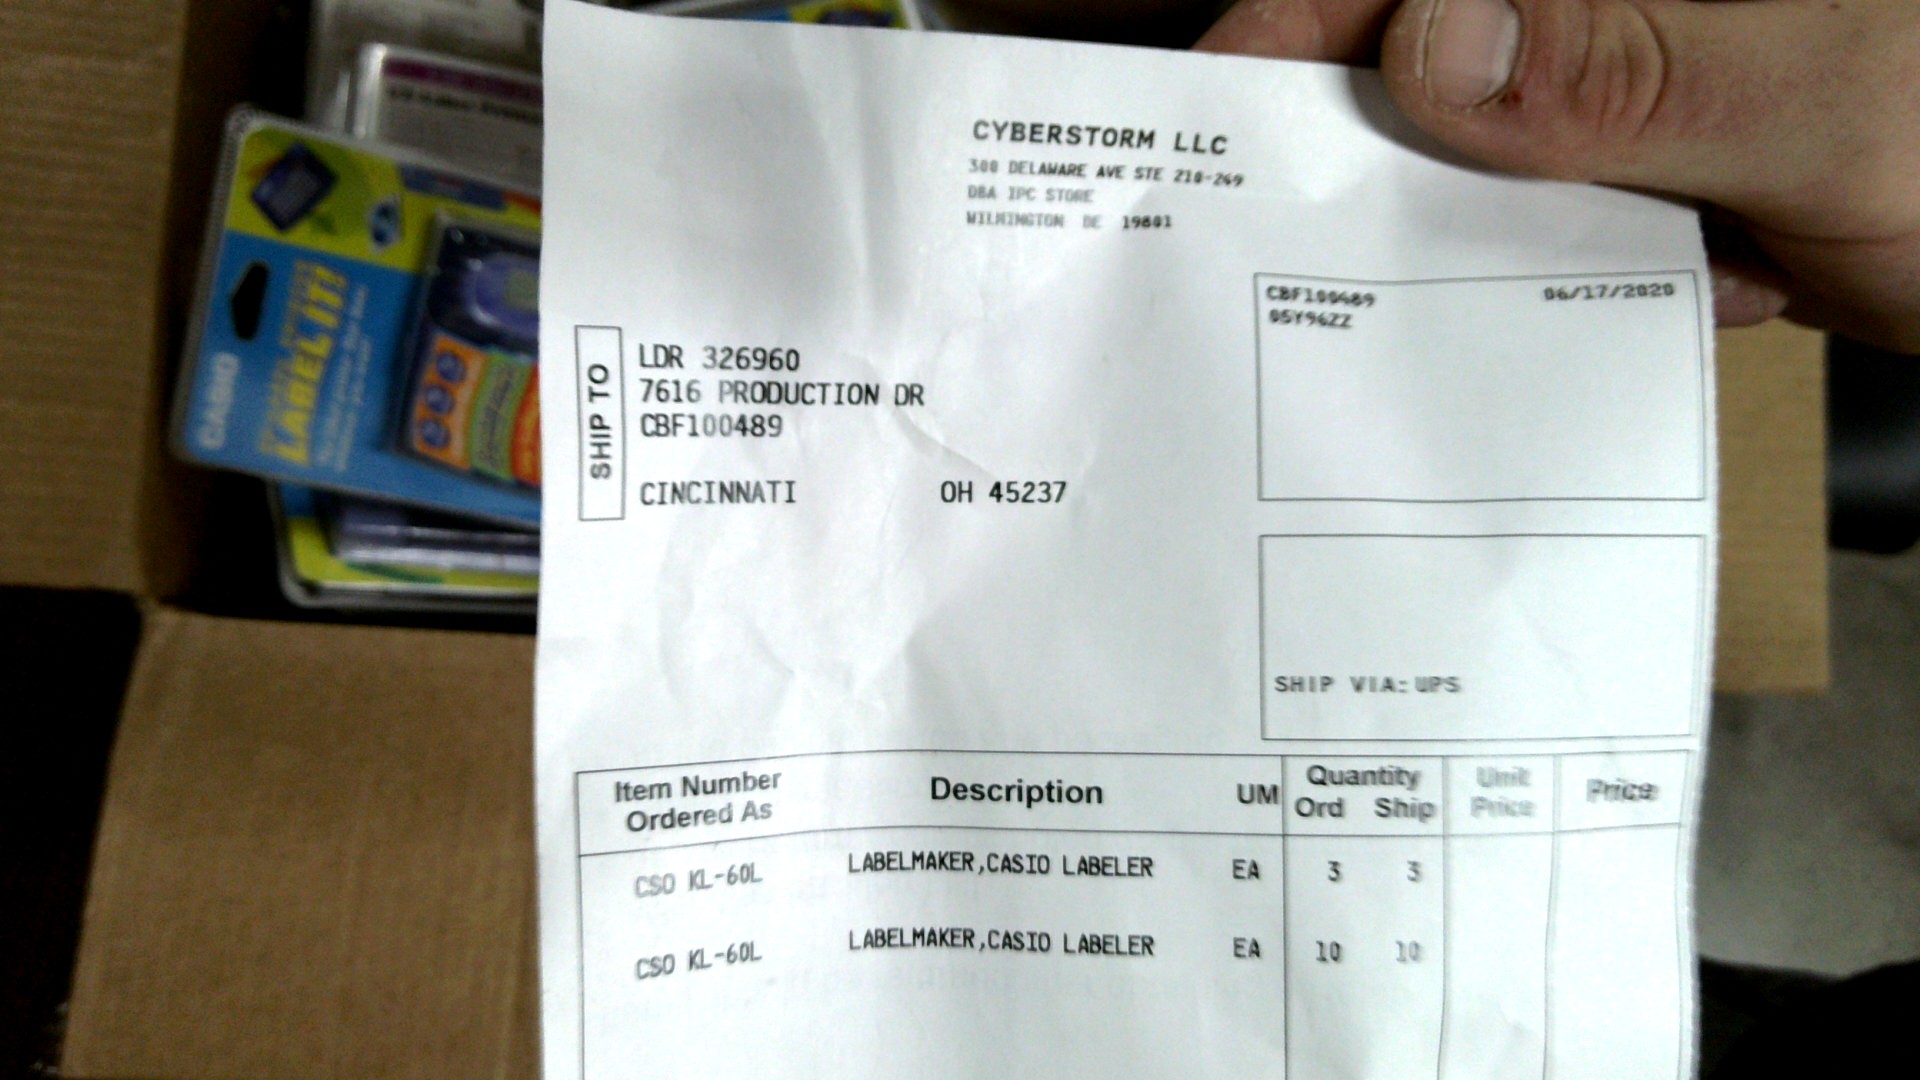 CYBERSTORM LLC
300 DELAWARE AVE STE 210-269
DBA IPC STORE
WILMINGTON DE 19801
CBF100489 06/17/2020
05Y96ZZ
SHIP TO
LDR 326960
7616 PRODUCTION DR
CBF100489
CINCINNATI OH 45237
SHIP VIA: UPS
Item Number Ordered As Description UM Quantity Ord Ship Unit Price Price
CSO KL-60L LABELMAKER,CASIO LABELER EA 3 3
CSO KL-60L LABELMAKER,CASIO LABELER EA 10 10
CASIO
LABEL IT!